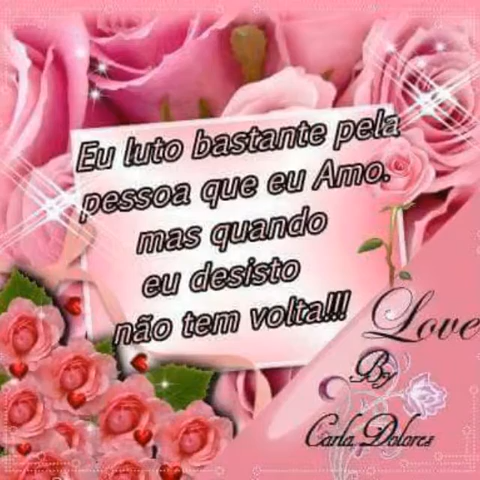 Eu luto bastante pela
pessoa que eu Amo.
mas quando
eu desisto
não tem volta!!!
Love
By
Carla Dolores